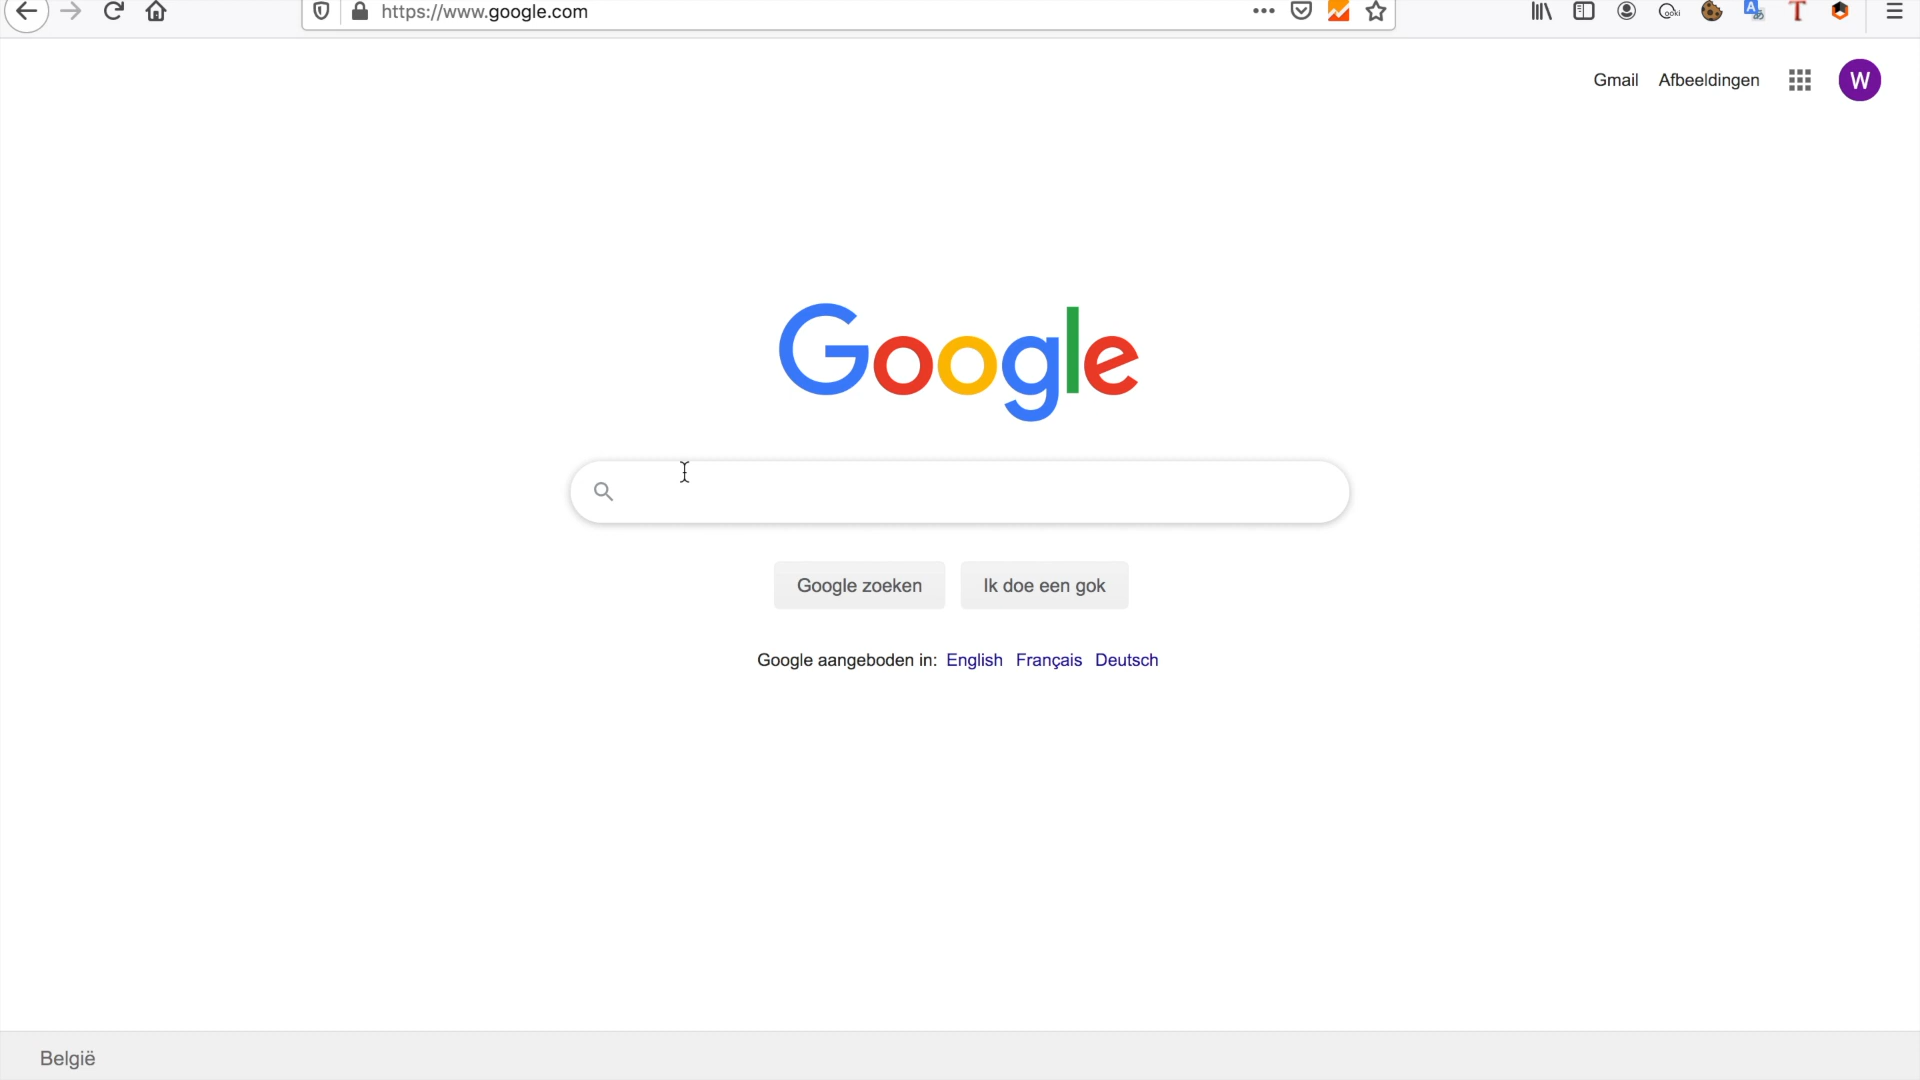 https://www.google.com
Gmail Afbeeldingen W
Google
Google zoeken Ik doe een gok
Google aangeboden in: English Français Deutsch
België